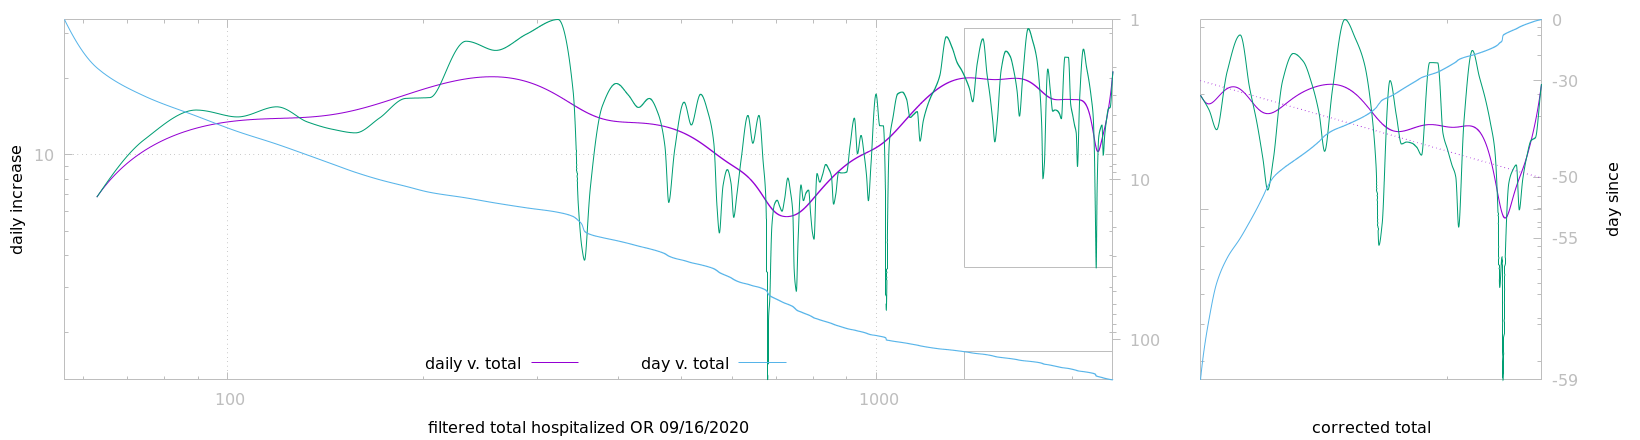 daily increase
10
daily v. total
day v. total
100
1000
filtered total hospitalized OR 09/16/2020
1
10
100
0
-30
-50
-55
-59
day since
corrected total